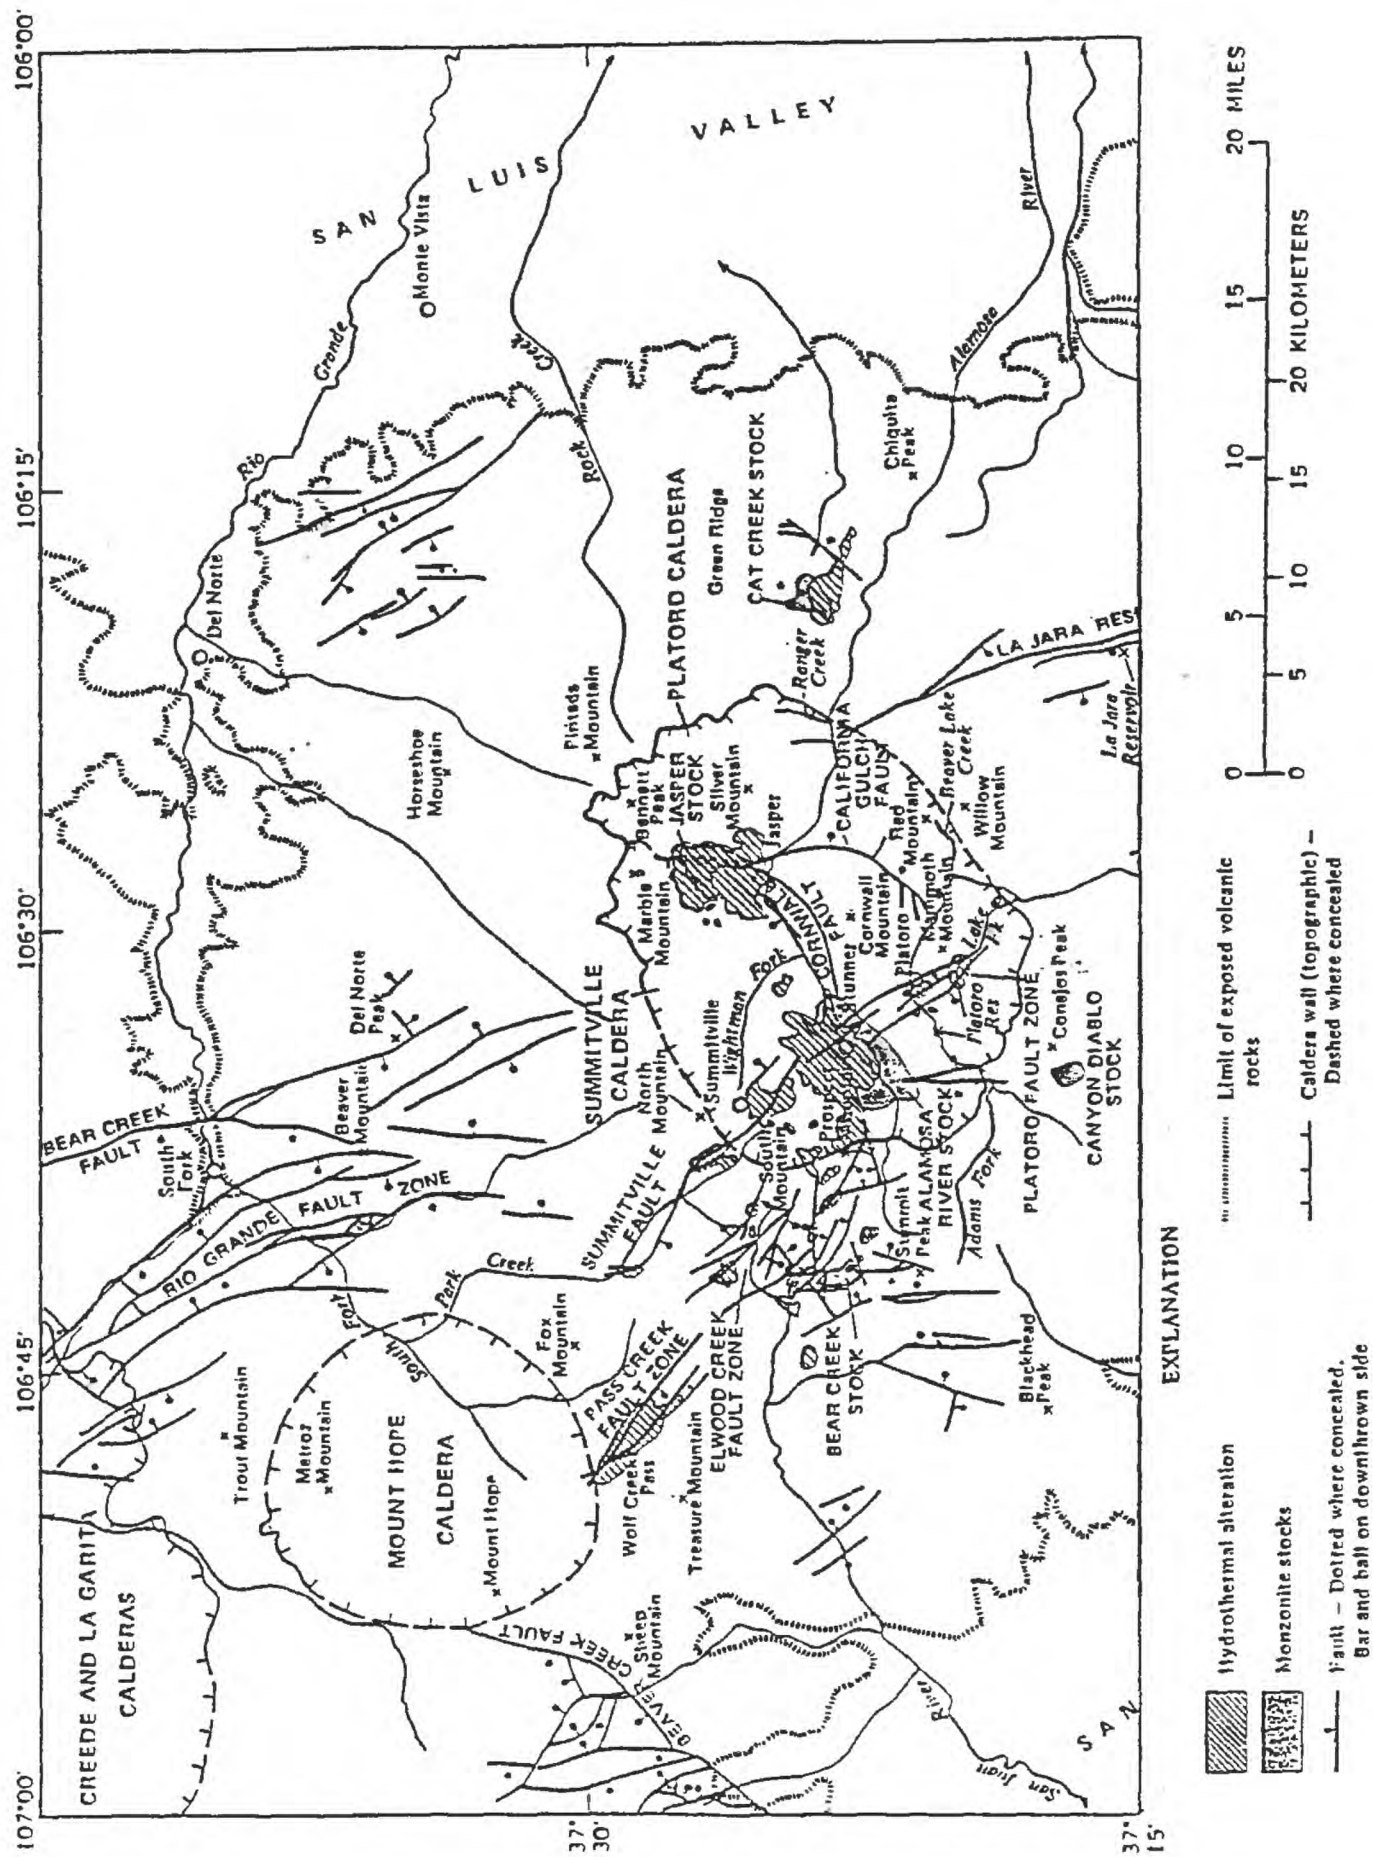 107°00'
106°45'
106°30'
106°15'
106°00'
37°
30'
37°
15'
CREEDE AND LA GARITA
CALDERAS
Trout Mountain
Metroz
Mountain
MOUNT HOPE
CALDERA
Mount Hope
BEAVER CREEK FAULT
Sheep
Mountain
San Juan
River
SAN
Wolf Creek
Pass
Treasure Mountain
PASS CREEK
FAULT ZONE
ELWOOD CREEK
FAULT ZONE
Fox
Mountain
South
Fork
Park
Creek
RIO GRANDE FAULT ZONE
BEAR CREEK
FAULT
South
Fork
Beaver
Mountain
Del Norte
Peak
SUMMITVILLE
FAULT
SUMMITVILLE
CALDERA
North
Mountain
Summitville
Wightman
Fork
South
Mountain
BEAR CREEK
STOCK
Blackhead
Peak
Summit
Peak
ALAMOSA
RIVER STOCK
Adams Fork
PLATORO FAULT ZONE
CANYON DIABLO
STOCK
Conejos Peak
Platoro
Res
Lake
Fk
Stunner
CORNWALL
FAULT
Cornwall
Mountain
Platoro
Mammoth
Mountain
Red
Mountain
CALIFORNIA
GULCH
FAULT
Beaver Lake
Creek
Willow
Mountain
Marble
Mountain
Bennett
Peak
JASPER
STOCK
Silver
Mountain
Jasper
PLATORO CALDERA
Green Ridge
CAT CREEK STOCK
Ranger
Creek
LA JARA RES
La Jara
Reservoir
Horseshoe
Mountain
Pintada
Mountain
Del Norte
Rio
Grande
Monte Vista
SAN
LUIS
VALLEY
Rock
Creek
Chiquita
Peak
Alamosa
River
EXPLANATION
Hydrothermal alteration
Monzonite stocks
Fault – Dotted where concealed.
Bar and ball on downthrown side
Limit of exposed volcanic
rocks
Caldera wall (topographic) –
Dashed where concealed
0 5 10 15 20 MILES
0 5 10 15 20 KILOMETERS